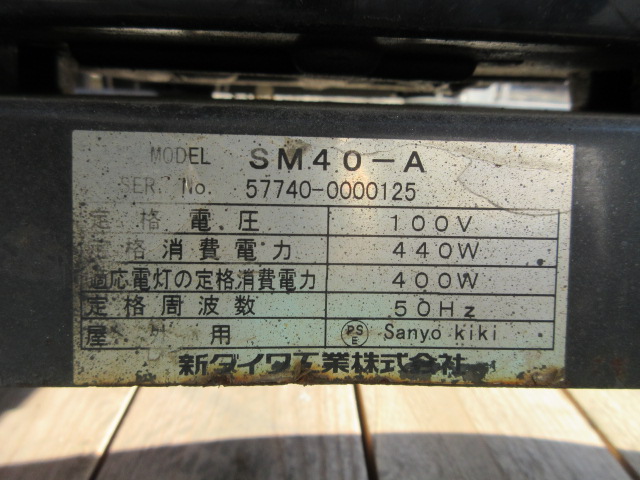 MODEL SM40-A
SER. No. 57740-0000125
定格電圧 100V
定格消費電力 440W
適応電灯の定格消費電力 400W
定格周波数 50Hz
屋外用 PSE Sanyo kiki
新ダイワ工業株式会社